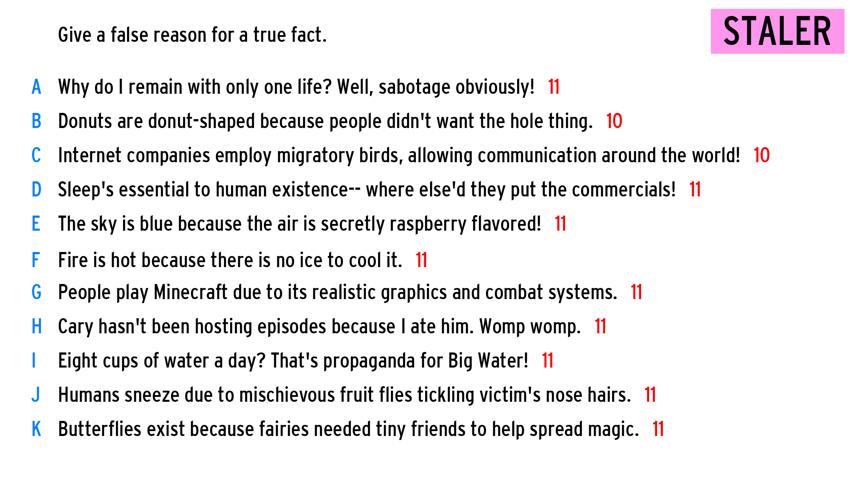 Give a false reason for a true fact.
STALER
A Why do I remain with only one life? Well, sabotage obviously! 11
B Donuts are donut-shaped because people didn't want the hole thing. 10
C Internet companies employ migratory birds, allowing communication around the world! 10
D Sleep's essential to human existence-- where else'd they put the commercials! 11
E The sky is blue because the air is secretly raspberry flavored! 11
F Fire is hot because there is no ice to cool it. 11
G People play Minecraft due to its realistic graphics and combat systems. 11
H Cary hasn't been hosting episodes because I ate him. Womp womp. 11
I Eight cups of water a day? That's propaganda for Big Water! 11
J Humans sneeze due to mischievous fruit flies tickling victim's nose hairs. 11
K Butterflies exist because fairies needed tiny friends to help spread magic. 11